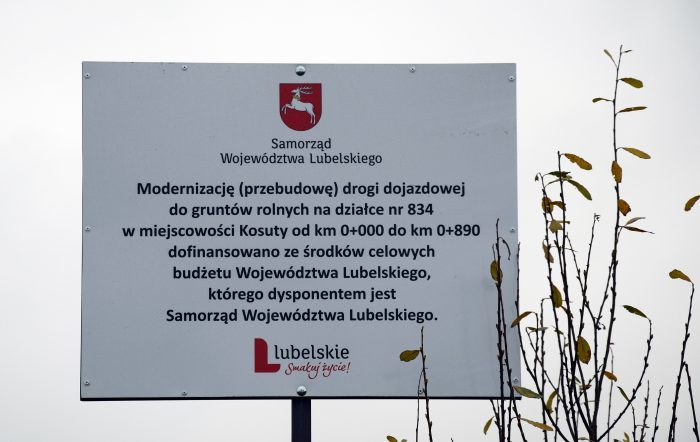 Samorząd
Województwa Lubelskiego
Modernizację (przebudowę) drogi dojazdowej
do gruntów rolnych na działce nr 834
w miejscowości Kosuty od km 0+000 do km 0+890
dofinansowano ze środków celowych
budżetu Województwa Lubelskiego,
którego dysponentem jest
Samorząd Województwa Lubelskiego.
lubelskie
Smakuj życie!